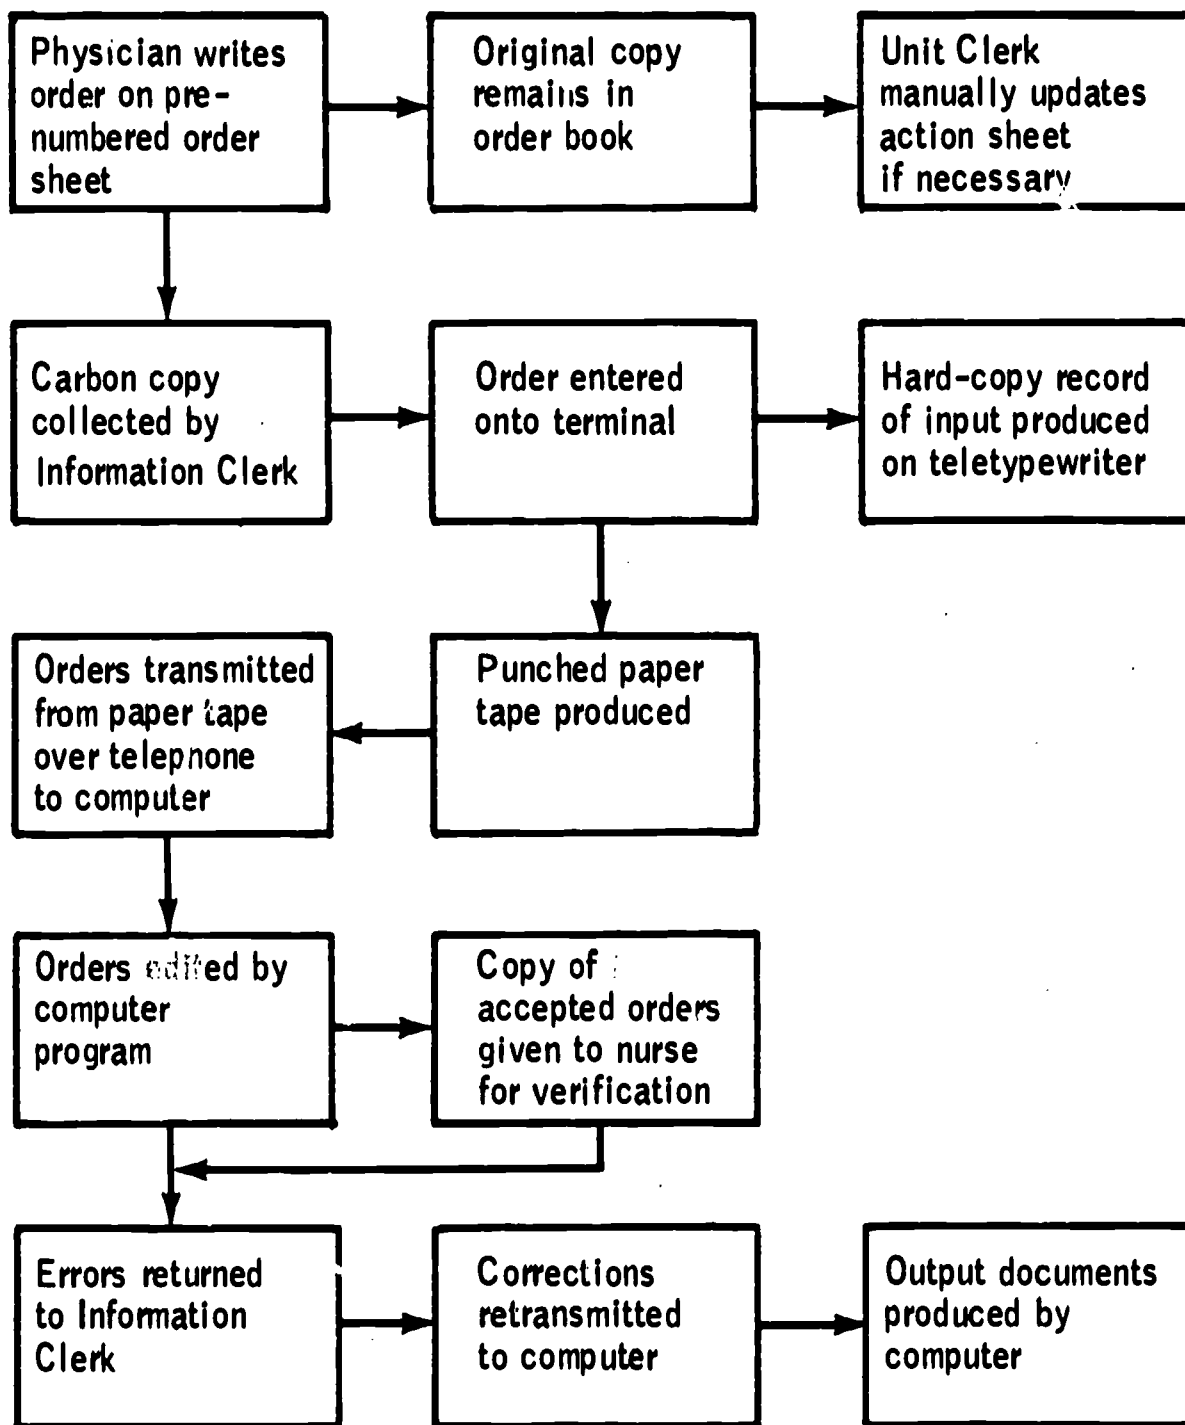 Physician writes
order on pre-
numbered order
sheet
Original copy
remains in
order book
Unit Clerk
manually updates
action sheet
if necessary
Carbon copy
collected by
Information Clerk
Order entered
onto terminal
Hard-copy record
of input produced
on teletypewriter
Orders transmitted
from paper tape
over telephone
to computer
Punched paper
tape produced
Orders edited by
computer
program
Copy of
accepted orders
given to nurse
for verification
Errors returned
to Information
Clerk
Corrections
retransmitted
to computer
Output documents
produced by
computer